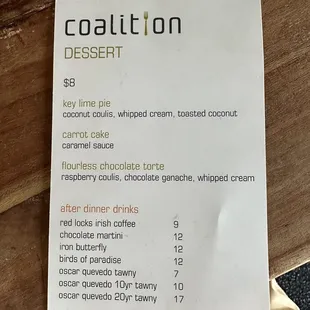 coalition
DESSERT
$8
key lime pie
coconut coulis, whipped cream, toasted coconut
carrot cake
caramel sauce
flourless chocolate torte
raspberry coulis, chocolate ganache, whipped cream
after dinner drinks
red locks irish coffee 9
chocolate martini 12
iron butterfly 12
birds of paradise 12
oscar quevedo tawny 7
oscar quevedo 10yr tawny 10
oscar quevedo 20yr tawny 17